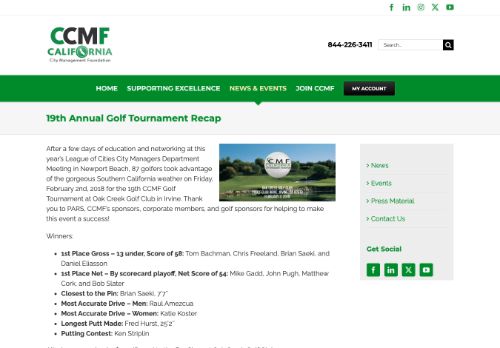 CCMF
CALIFORNIA
City Management Foundation
844-226-3411
Search...
HOME SUPPORTING EXCELLENCE NEWS & EVENTS JOIN CCMF MY ACCOUNT
19th Annual Golf Tournament Recap
After a few days of education and networking at this
year's League of Cities City Managers Department
Meeting in Newport Beach, 87 golfers took advantage
of the gorgeous Southern California weather on Friday,
February 2nd, 2018 for the 19th CCMF Golf
Tournament at Oak Creek Golf Club in Irvine. Thank
you to PARS, CCMF's sponsors, corporate members, and golf sponsors for helping to make
this event a success!
CCMF
Winners:
1st Place Gross – 13 under, Score of 58: Tom Bachman, Chris Freeland, Brian Saeki, and
Daniel Eliasson
1st Place Net – By scorecard playoff, Net Score of 54: Mike Gadd, John Pugh, Matthew
Cork, and Bob Slater
Closest to the Pin: Brian Saeki, 7'7"
Most Accurate Drive – Men: Raul Amezcua
Most Accurate Drive – Women: Katie Koster
Longest Putt Made: Fred Hurst, 25'2"
Putting Contest: Ken Striplin
> News
> Events
> Press Material
> Contact Us
Get Social